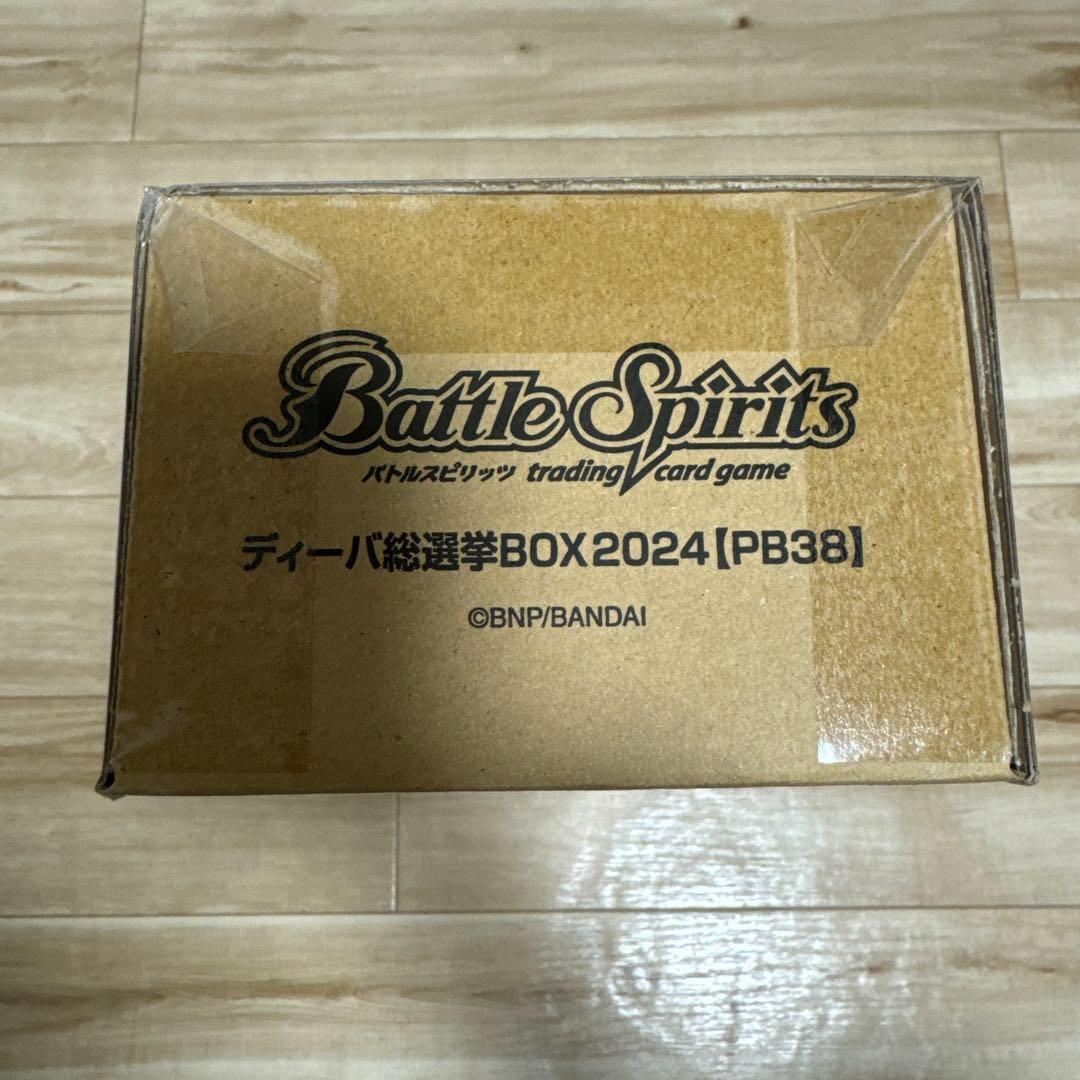 Battle Spirits
バトルスピリッツ trading card game
ディーバ総選挙BOX2024【PB38】
©BNP/BANDAI